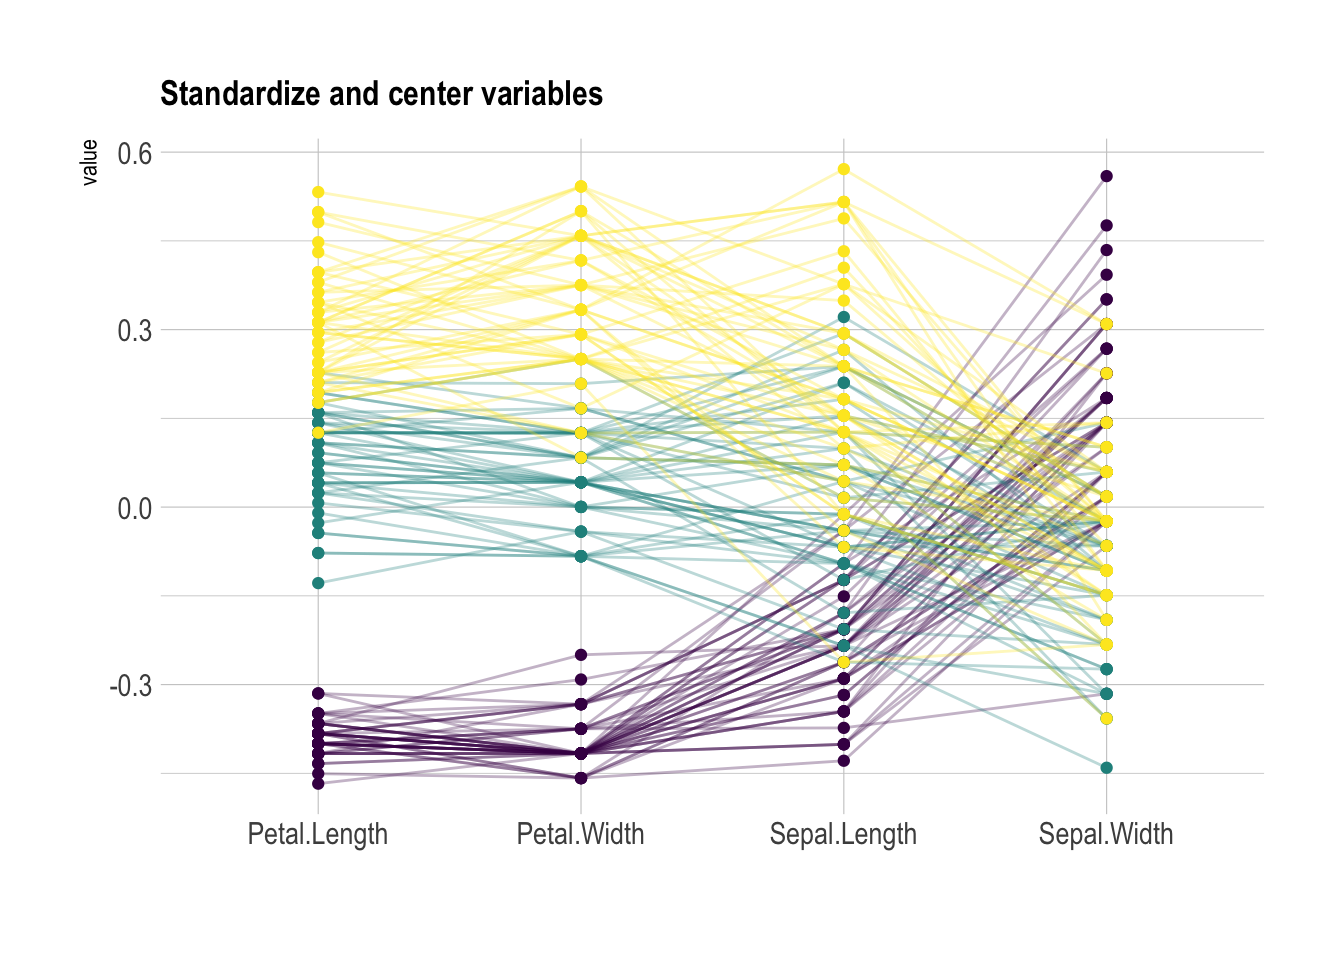 Standardize and center variables
value
0.6
0.3
0.0
-0.3
Petal.Length Petal.Width Sepal.Length Sepal.Width